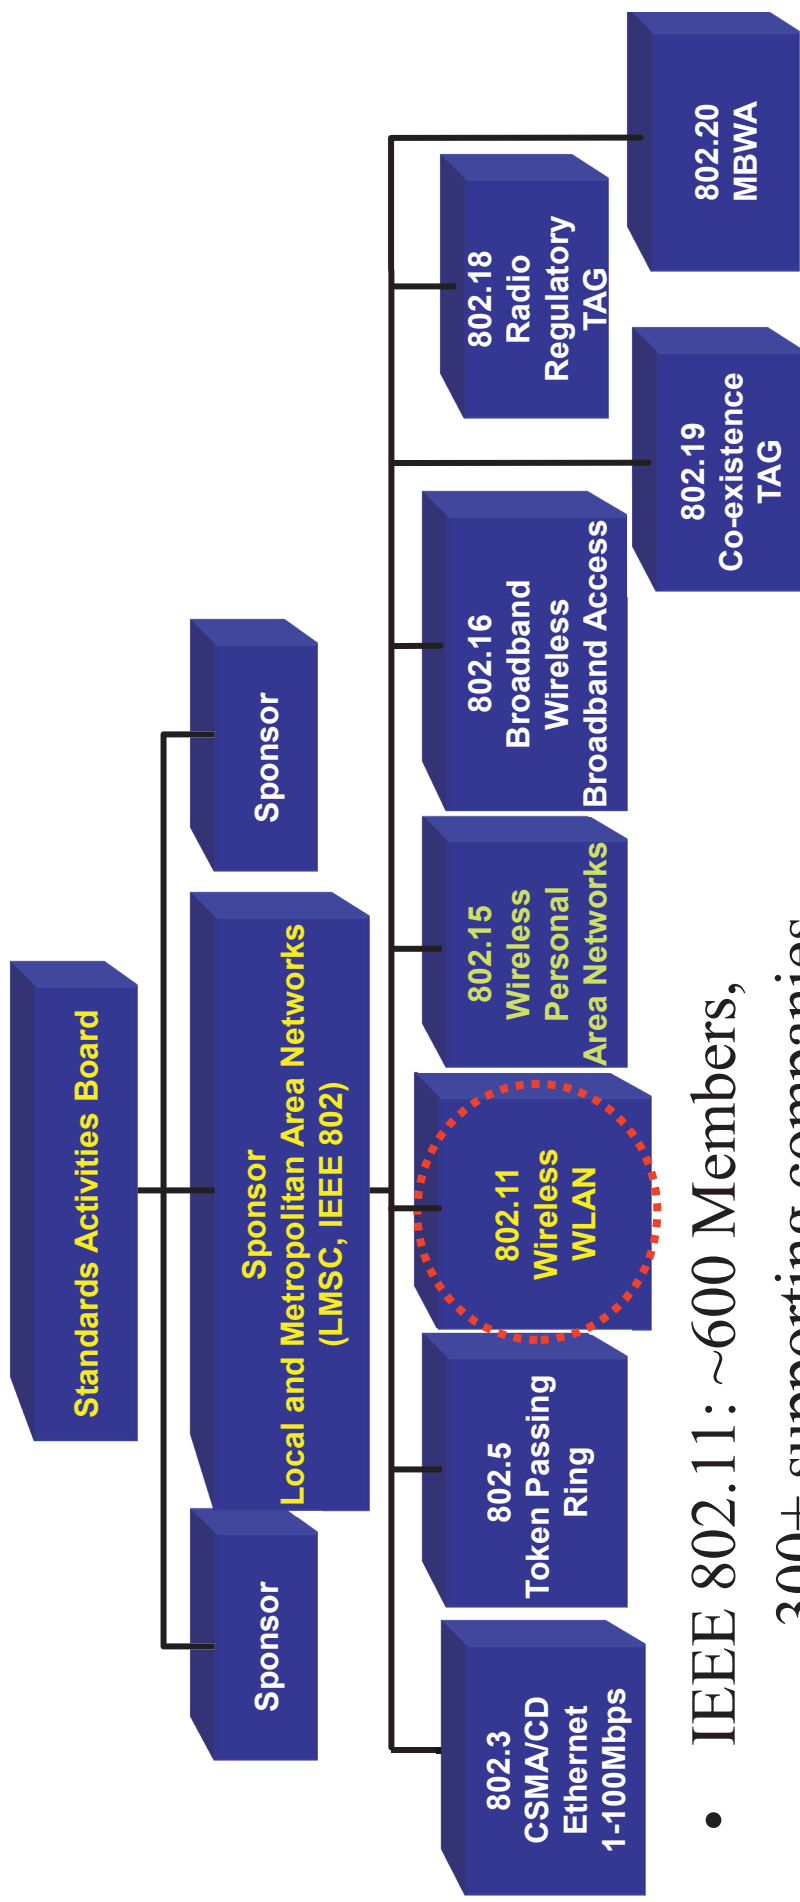 Standards Activities Board
Sponsor
Sponsor
Local and Metropolitan Area Networks
(LMSC, IEEE 802)
Sponsor
802.3
CSMA/CD
Ethernet
1-100Mbps
802.5
Token Passing
Ring
802.11
Wireless
WLAN
802.15
Wireless
Personal
Area Networks
802.16
Broadband
Wireless
Broadband Access
802.18
Radio
Regulatory
TAG
802.19
Co-existence
TAG
802.20
MBWA
• IEEE 802.11: ~600 Members,
300+ supporting companies